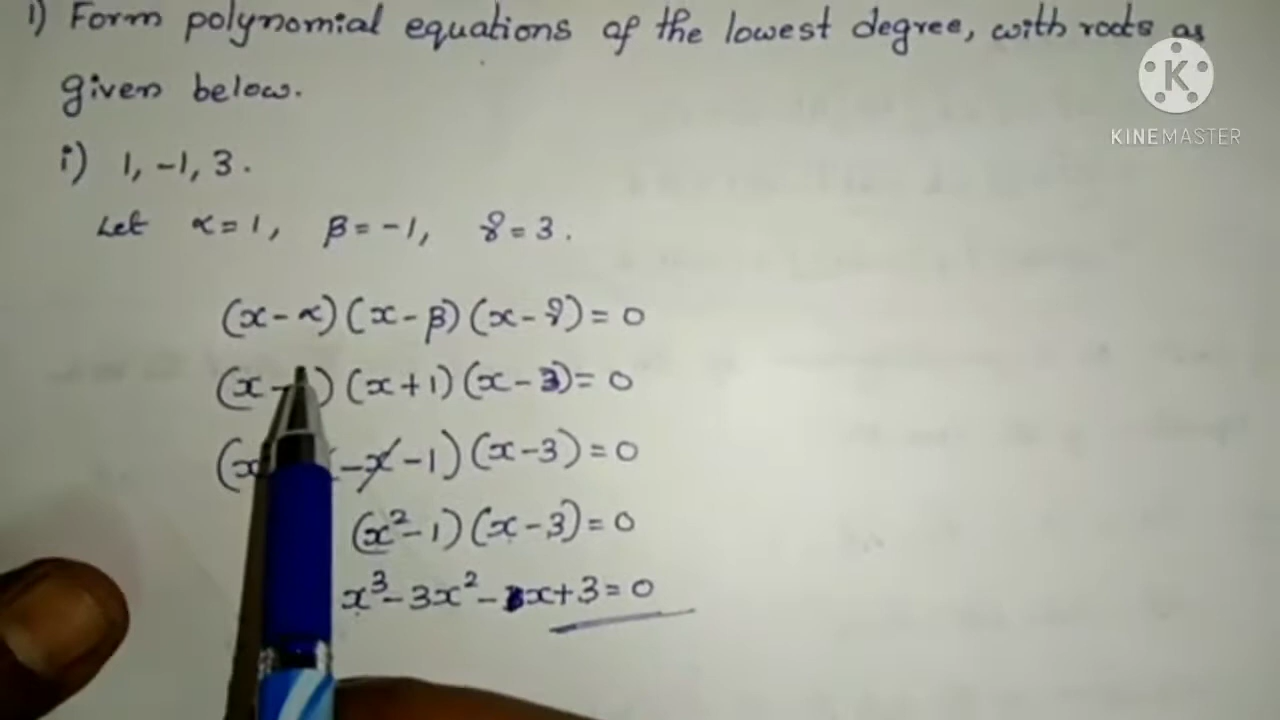 1) Form polynomial equations of the lowest degree, with roots as
given below.
K
KINEMASTER
i) 1, -1, 3.
Let α = 1, β = -1, γ = 3.
(x - α) (x - β) (x - γ) = 0
(x - ) (x + 1) (x - 3) = 0
(x - x - 1) (x - 3) = 0
(x² - 1) (x - 3) = 0
x³ - 3x² - x + 3 = 0